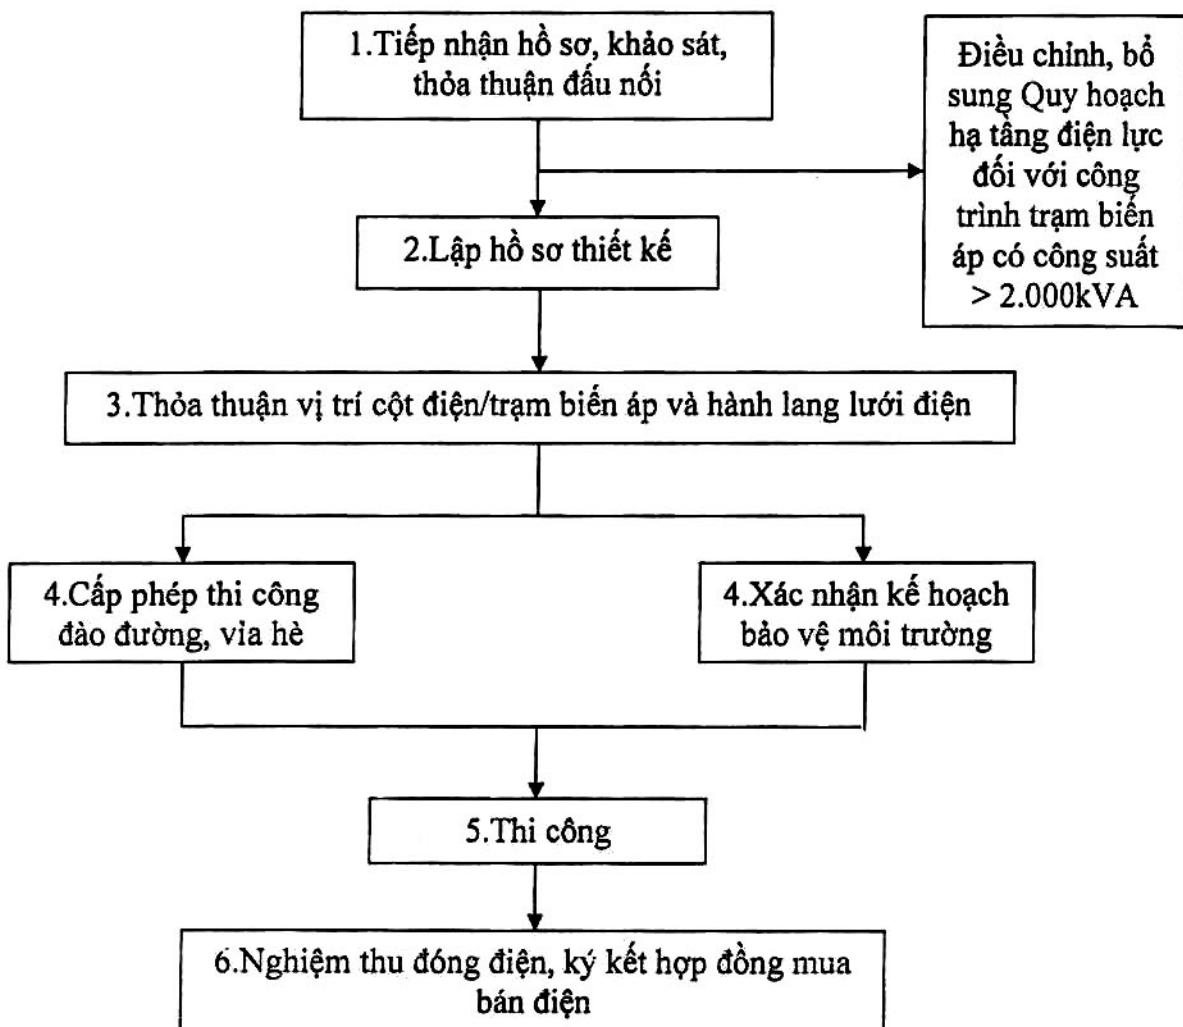 1.Tiếp nhận hồ sơ, khảo sát,
thỏa thuận đấu nối
Điều chỉnh, bổ
sung Quy hoạch
hạ tầng điện lực
đối với công
trình trạm biến
áp có công suất
> 2.000kVA
2.Lập hồ sơ thiết kế
3.Thỏa thuận vị trí cột điện/trạm biến áp và hành lang lưới điện
4.Cấp phép thi công
đào đường, vỉa hè
4.Xác nhận kế hoạch
bảo vệ môi trường
5.Thi công
6.Nghiệm thu đóng điện, ký kết hợp đồng mua
bán điện